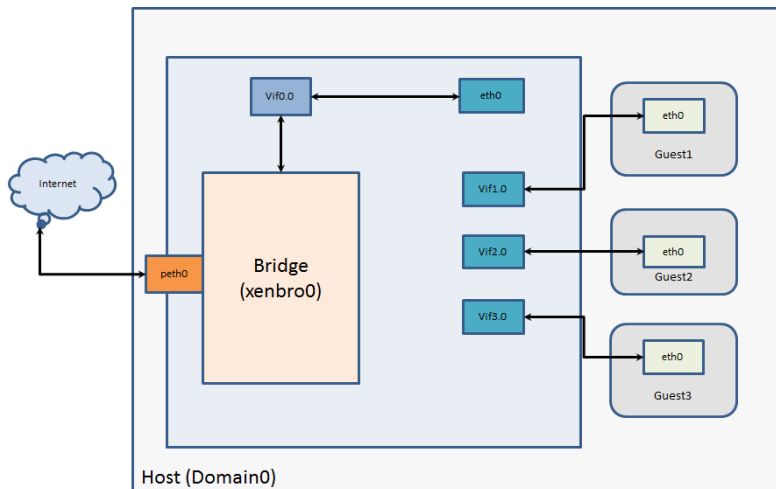 Vif0.0
eth0
eth0
Guest1
Internet
Vif1.0
Vif2.0
eth0
Guest2
peth0
Bridge
(xenbro0)
Vif3.0
eth0
Guest3
Host (Domain0)